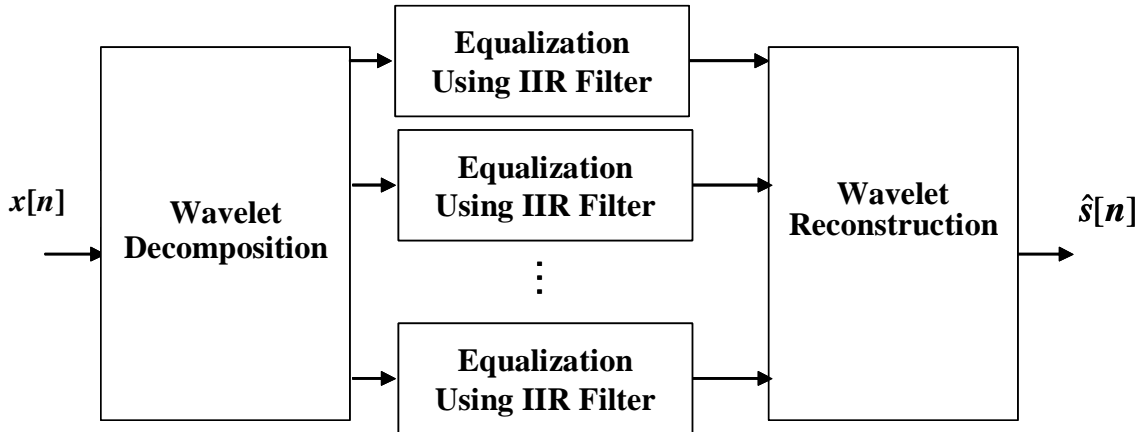 x[n]
Wavelet
Decomposition
Equalization
Using IIR Filter
Equalization
Using IIR Filter
⋮
Equalization
Using IIR Filter
Wavelet
Reconstruction
ŝ[n]